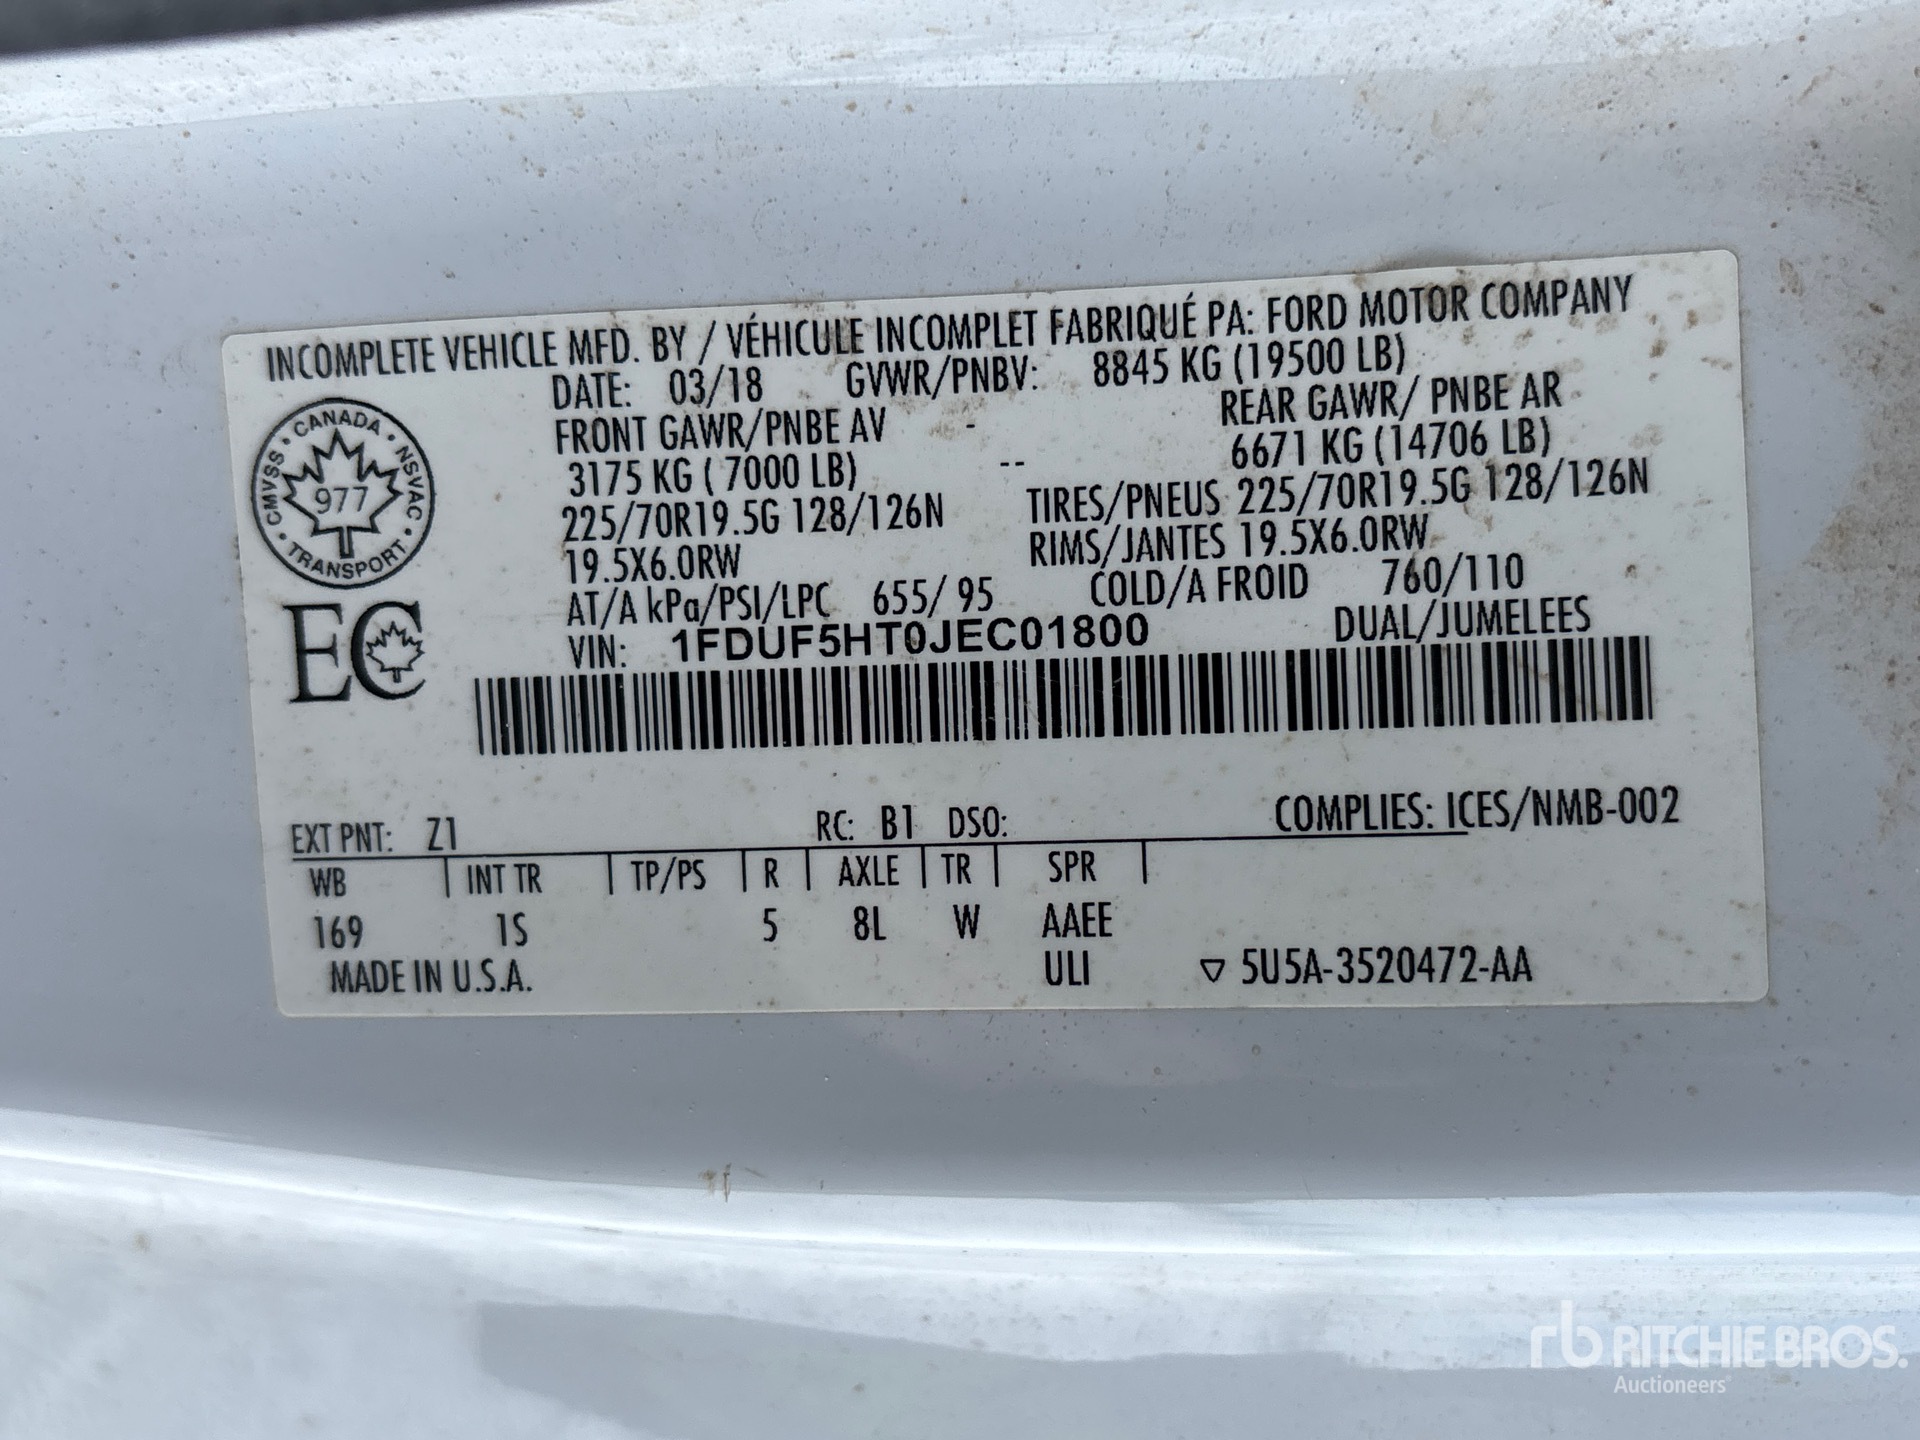 INCOMPLETE VEHICLE MFD. BY / VÉHICULE INCOMPLET FABRIQUÉ PA: FORD MOTOR COMPANY
DATE: 03/18 GVWR/PNBV: 8845 KG (19500 LB)
FRONT GAWR/PNBE AV - REAR GAWR/ PNBE AR
3175 KG ( 7000 LB) -- 6671 KG (14706 LB)
225/70R19.5G 128/126N TIRES/PNEUS 225/70R19.5G 128/126N
19.5X6.0RW RIMS/JANTES 19.5X6.0RW
AT/A kPa/PSI/LPC 655/ 95 COLD/A FROID 760/110
VIN: 1FDUF5HT0JEC01800 DUAL/JUMELEES
CANADA • NSVAC • TRANSPORT • CMVSS •
977
EC
EXT PNT: Z1 RC: B1 DSO: COMPLIES: ICES/NMB-002
WB INT TR TP/PS R AXLE TR SPR
169 1S 5 8L W AAEE
MADE IN U.S.A. ULI ▽ 5U5A-3520472-AA
rb RITCHIE BROS.
Auctioneers